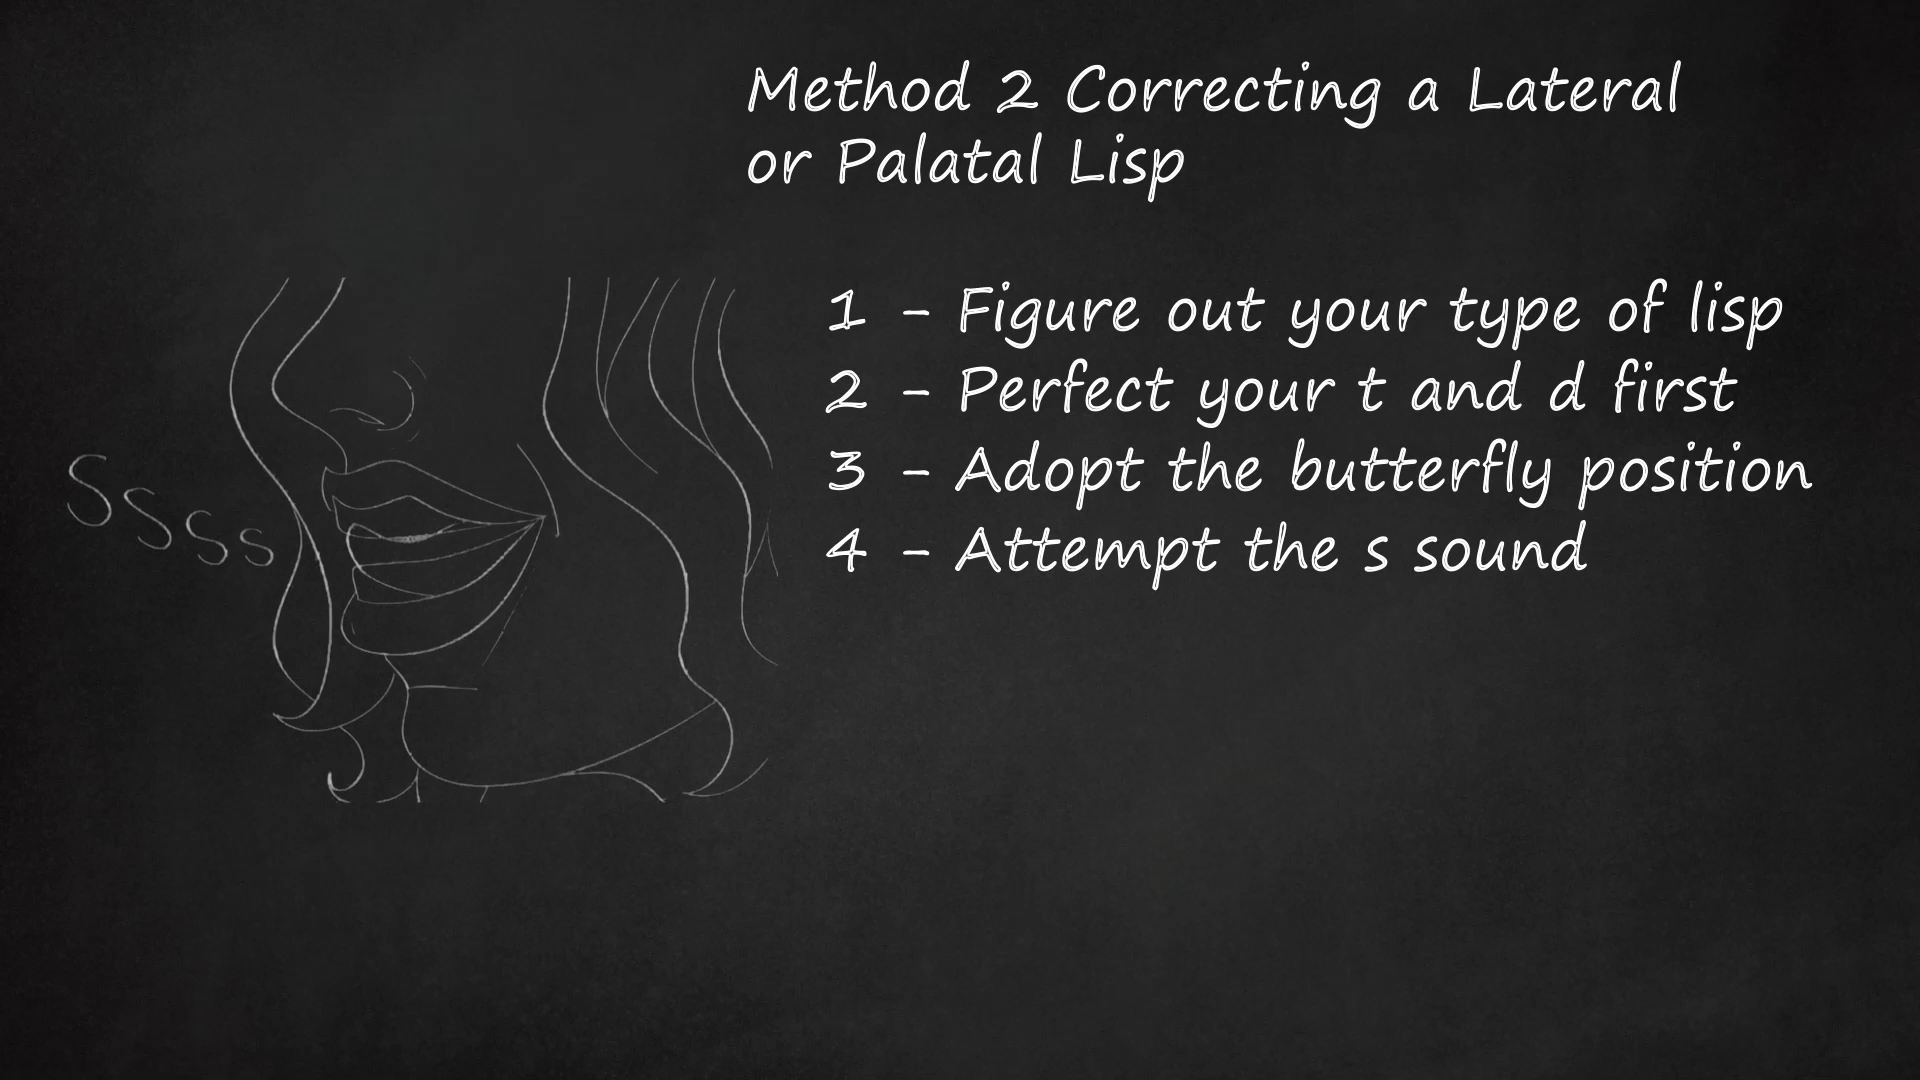 Method 2 Correcting a Lateral
or Palatal Lisp
1 - Figure out your type of lisp
2 - Perfect your t and d first
3 - Adopt the butterfly position
4 - Attempt the s sound
S S S S